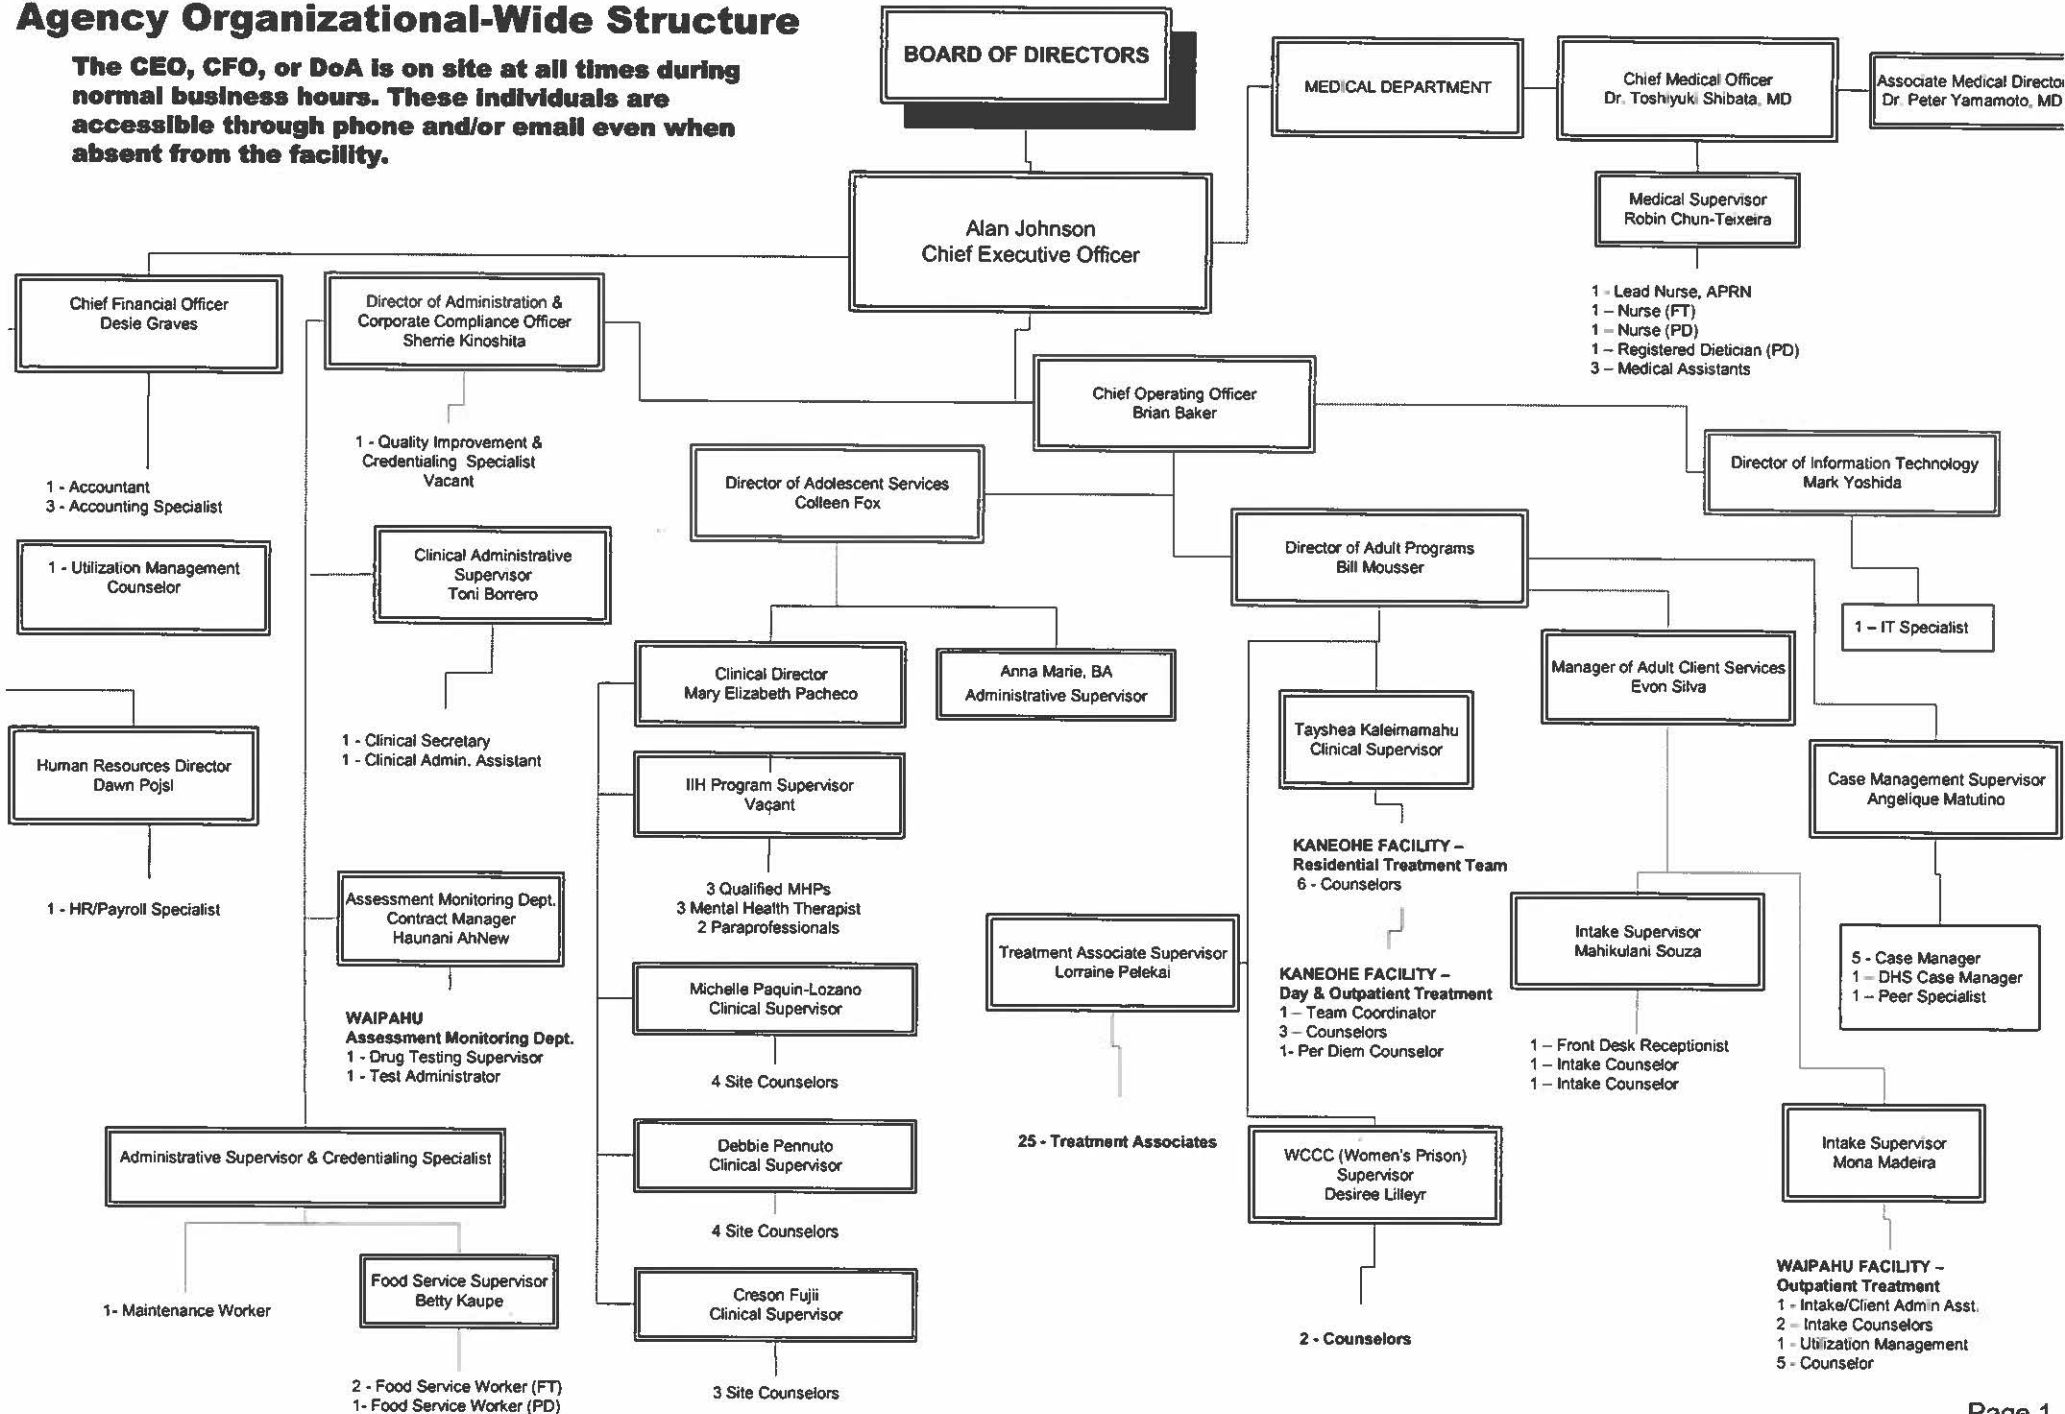 Agency Organizational-Wide Structure
The CEO, CFO, or DoA is on site at all times during
normal business hours. These individuals are
accessible through phone and/or email even when
absent from the facility.
BOARD OF DIRECTORS
MEDICAL DEPARTMENT
Chief Medical Officer
Dr. Toshiyuki Shibata, MD
Associate Medical Directo
Dr. Peter Yamamoto, MD
Medical Supervisor
Robin Chun-Teixeira
1 - Lead Nurse, APRN
1 – Nurse (FT)
1 – Nurse (PD)
1 – Registered Dietician (PD)
3 – Medical Assistants
Alan Johnson
Chief Executive Officer
Chief Financial Officer
Desie Graves
1 - Accountant
3 - Accounting Specialist
1 - Utilization Management
Counselor
Human Resources Director
Dawn Pojsl
1 - HR/Payroll Specialist
Director of Administration &
Corporate Compliance Officer
Sherrie Kinoshita
1 - Quality Improvement &
Credentialing Specialist
Vacant
Clinical Administrative
Supervisor
Toni Borrero
1 - Clinical Secretary
1 - Clinical Admin. Assistant
Assessment Monitoring Dept.
Contract Manager
Haunani AhNew
WAIPAHU
Assessment Monitoring Dept.
1 - Drug Testing Supervisor
1 - Test Administrator
Administrative Supervisor & Credentialing Specialist
1- Maintenance Worker
Food Service Supervisor
Betty Kaupe
2 - Food Service Worker (FT)
1- Food Service Worker (PD)
Chief Operating Officer
Brian Baker
Director of Adolescent Services
Colleen Fox
Clinical Director
Mary Elizabeth Pacheco
Anna Marie, BA
Administrative Supervisor
IIH Program Supervisor
Vacant
3 Qualified MHPs
3 Mental Health Therapist
2 Paraprofessionals
Michelle Paquin-Lozano
Clinical Supervisor
4 Site Counselors
Debbie Pennuto
Clinical Supervisor
4 Site Counselors
Creson Fujii
Clinical Supervisor
3 Site Counselors
Director of Information Technology
Mark Yoshida
1 – IT Specialist
Director of Adult Programs
Bill Mousser
Tayshea Kaleimamahu
Clinical Supervisor
KANEOHE FACILITY –
Residential Treatment Team
6 - Counselors
KANEOHE FACILITY –
Day & Outpatient Treatment
1 – Team Coordinator
3 – Counselors
1- Per Diem Counselor
Treatment Associate Supervisor
Lorraine Pelekai
25 - Treatment Associates
WCCC (Women's Prison)
Supervisor
Desiree Lilleyr
2 - Counselors
Manager of Adult Client Services
Evon Silva
Intake Supervisor
Mahikulani Souza
1 – Front Desk Receptionist
1 – Intake Counselor
1 – Intake Counselor
Case Management Supervisor
Angelique Matutino
5 - Case Manager
1 – DHS Case Manager
1 – Peer Specialist
Intake Supervisor
Mona Madeira
WAIPAHU FACILITY –
Outpatient Treatment
1 - Intake/Client Admin Asst.
2 – Intake Counselors
1 - Utilization Management
5 - Counselor
Page 1